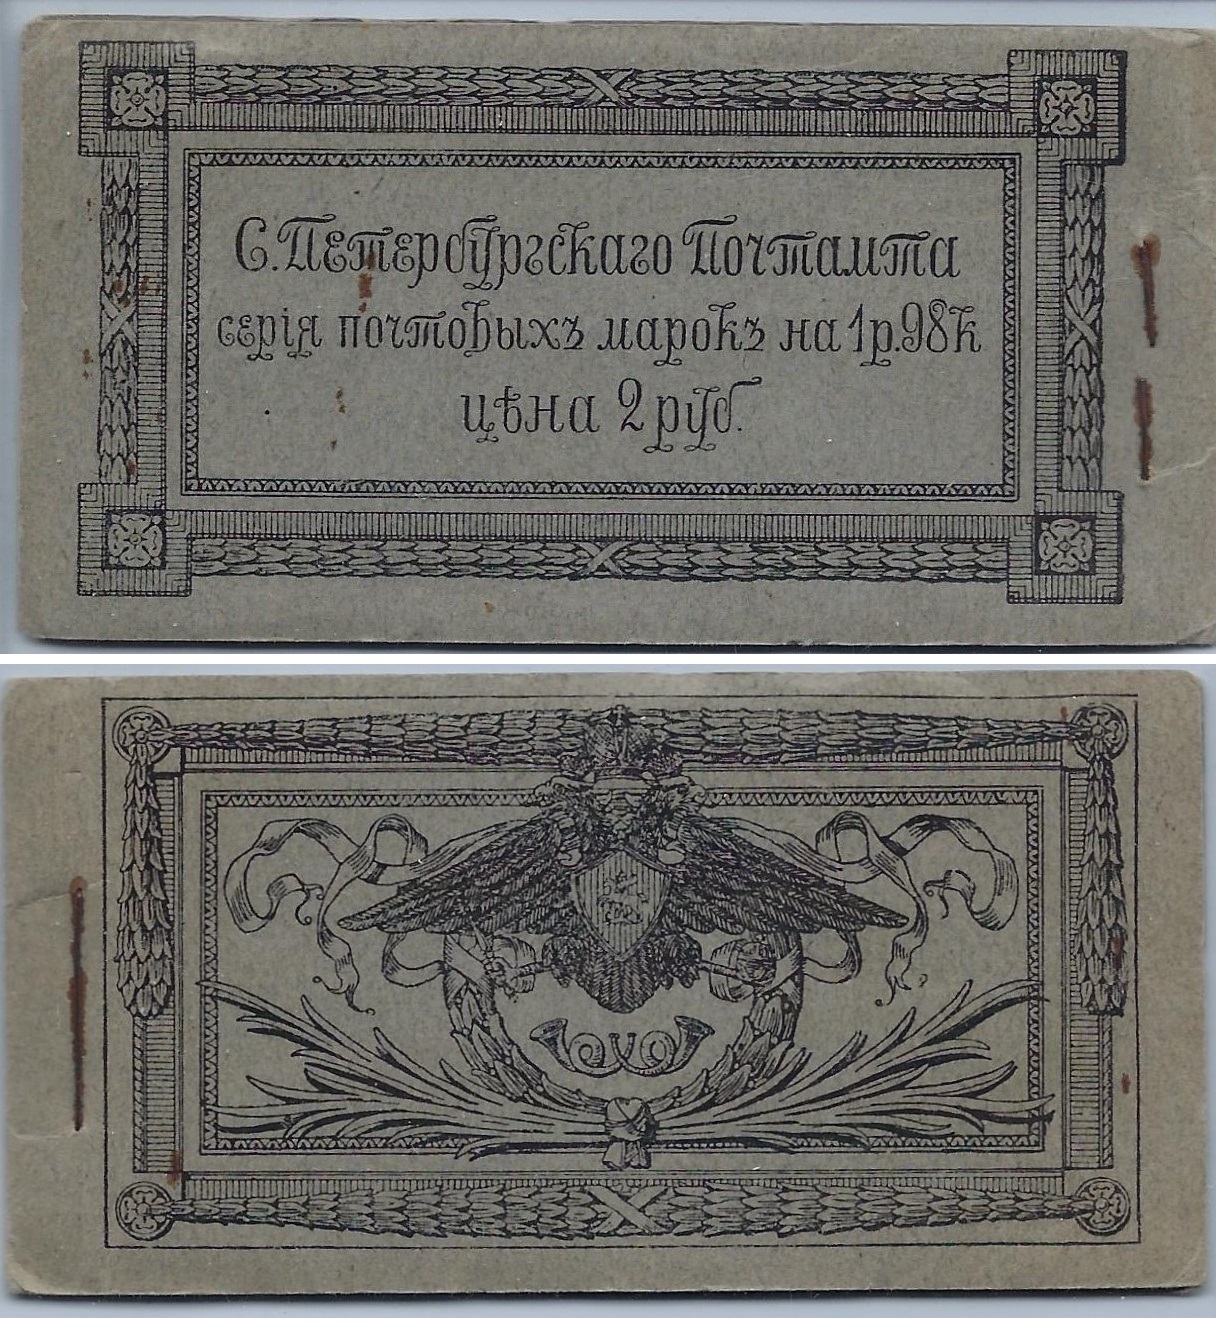 С. Петербургскаго Почтамта
серія почтовыхъ марокъ на 1р.98к
цѣна 2 руб.